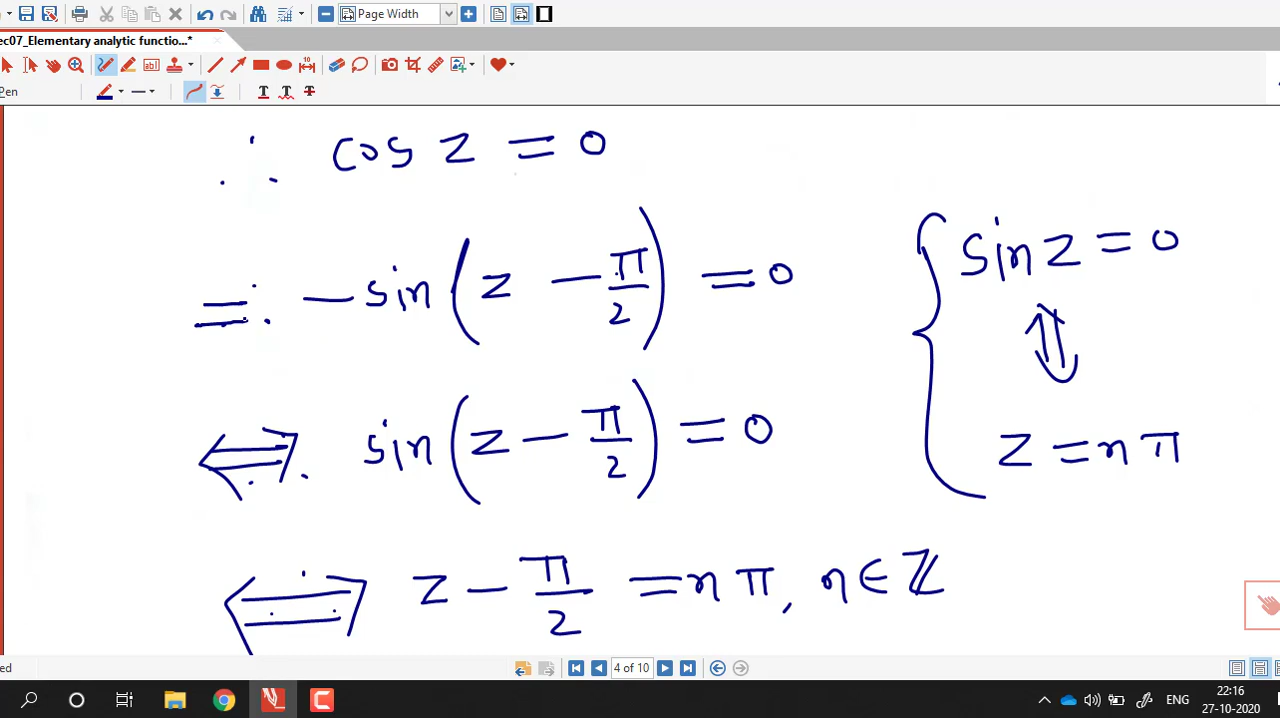 Page Width
ec07_Elementary analytic functio...*
Pen
∴ cos z = 0
=∴ - sin(z - π/2) = 0
⟺ sin(z - π/2) = 0
⟺ z - π/2 = nπ, n ∈ ℤ
{ sin z = 0
⇕
z = nπ
ed
4 of 10
ENG
22:16
27-10-2020